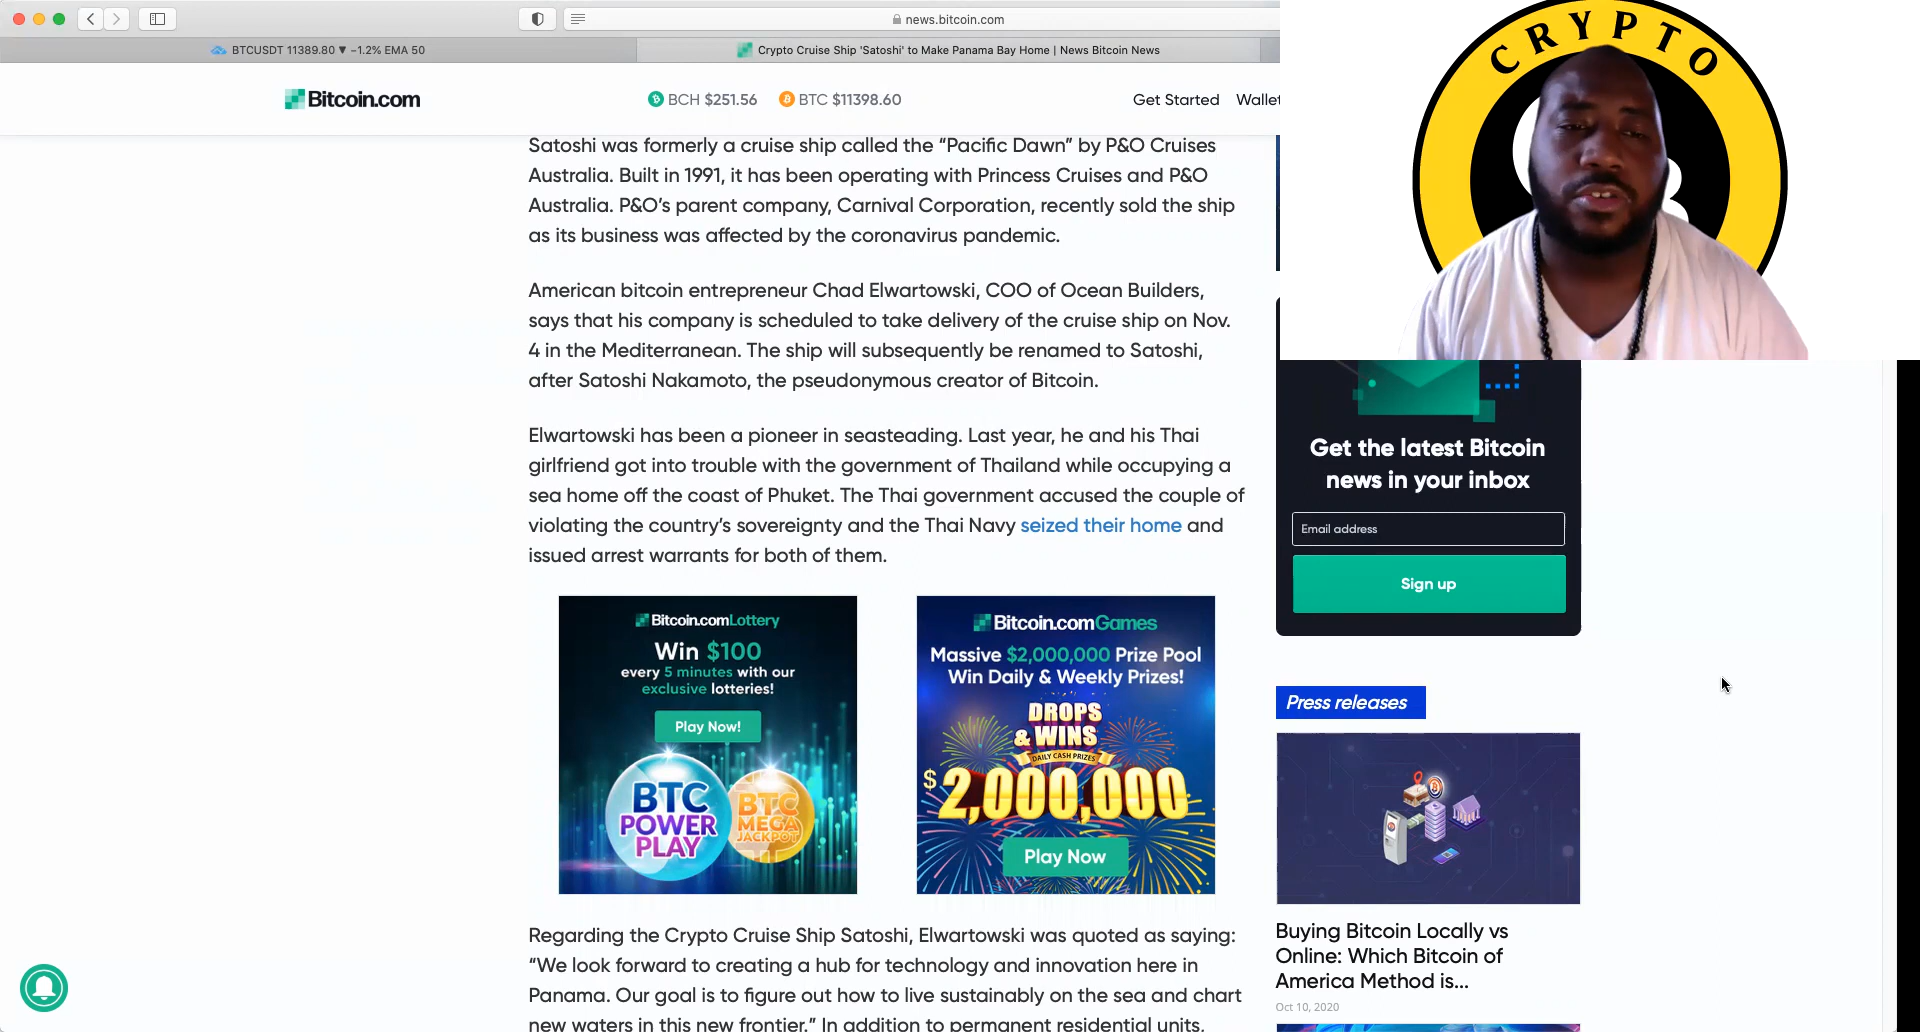 news.bitcoin.com
BTCUSDT 11389.80 ▼ −1.2% EMA 50
Crypto Cruise Ship 'Satoshi' to Make Panama Bay Home | News Bitcoin News
Bitcoin.com
BCH $251.56
BTC $11398.60
Get Started
Wallet
CRYPTO
Satoshi was formerly a cruise ship called the “Pacific Dawn” by P&O Cruises
Australia. Built in 1991, it has been operating with Princess Cruises and P&O
Australia. P&O’s parent company, Carnival Corporation, recently sold the ship
as its business was affected by the coronavirus pandemic.
American bitcoin entrepreneur Chad Elwartowski, COO of Ocean Builders,
says that his company is scheduled to take delivery of the cruise ship on Nov.
4 in the Mediterranean. The ship will subsequently be renamed to Satoshi,
after Satoshi Nakamoto, the pseudonymous creator of Bitcoin.
Elwartowski has been a pioneer in seasteading. Last year, he and his Thai
girlfriend got into trouble with the government of Thailand while occupying a
sea home off the coast of Phuket. The Thai government accused the couple of
violating the country’s sovereignty and the Thai Navy seized their home and
issued arrest warrants for both of them.
Bitcoin.comLottery
Win $100
every 5 minutes with our
exclusive lotteries!
Play Now!
BTC
POWER
PLAY
BTC
MEGA
JACKPOT
Bitcoin.comGames
Massive $2,000,000 Prize Pool
Win Daily & Weekly Prizes!
DROPS
& WINS
DAILY CASH PRIZES
$2,000,000
Play Now
Regarding the Crypto Cruise Ship Satoshi, Elwartowski was quoted as saying:
“We look forward to creating a hub for technology and innovation here in
Panama. Our goal is to figure out how to live sustainably on the sea and chart
new waters in this new frontier.” In addition to permanent residential units,
Get the latest Bitcoin
news in your inbox
Email address
Sign up
Press releases
Buying Bitcoin Locally vs
Online: Which Bitcoin of
America Method is...
Oct 10, 2020